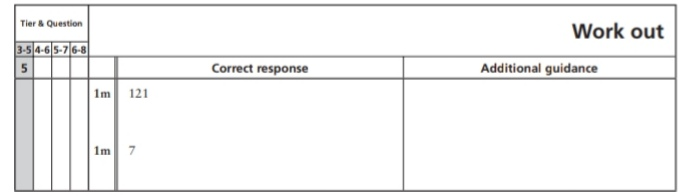 Tier & Question
Work out
3-5 4-6 5-7 6-8
5 Correct response Additional guidance
1m 121
1m 7